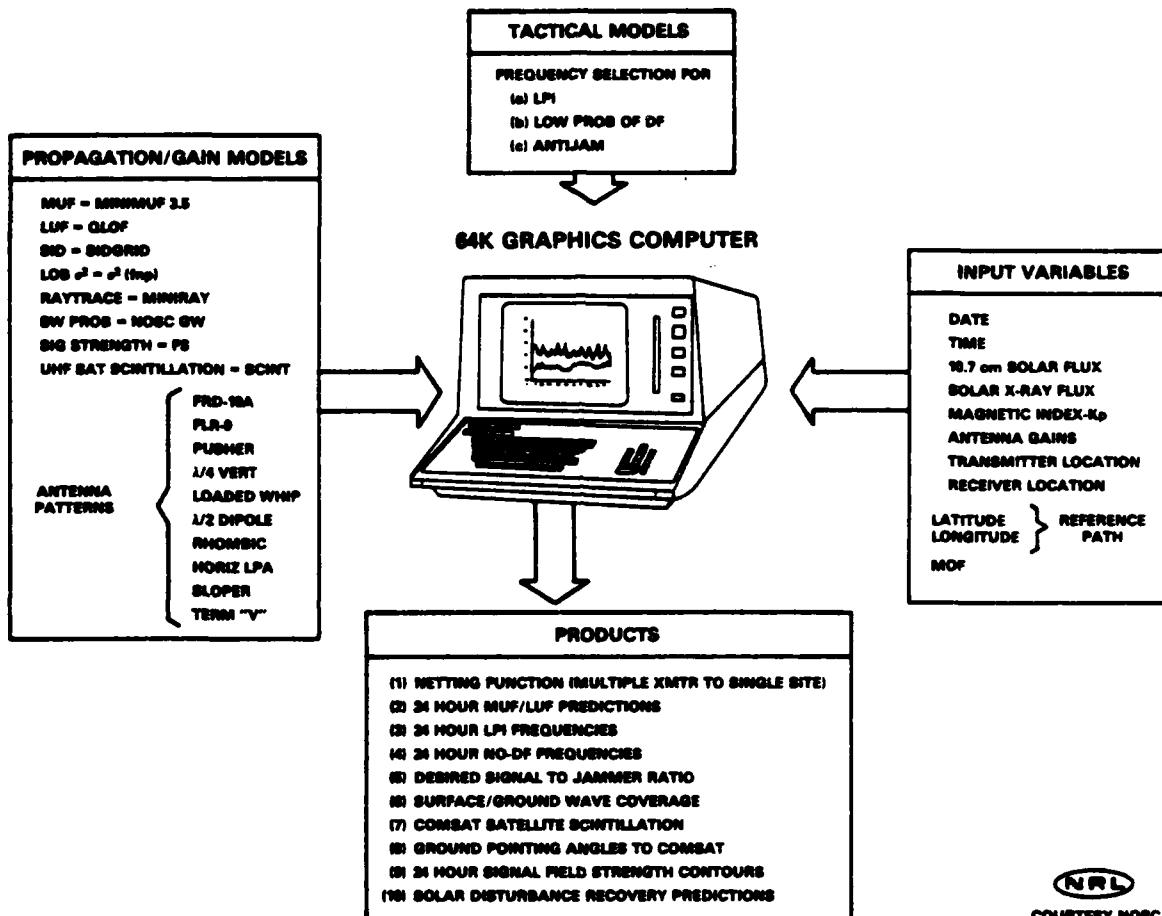 TACTICAL MODELS
FREQUENCY SELECTION FOR
(a) LPI
(b) LOW PROB OF DF
(c) ANTIJAM
PROPAGATION/GAIN MODELS
MUF = MINIMUF 3.5
LUF = QLOF
SID = SIDGRID
LOB σ² = σ² (fnp)
RAYTRACE = MINIRAY
SW PROB = NOSC GW
SIG STRENGTH = FS
UHF SAT SCINTILLATION = SCINT
ANTENNA
PATTERNS
FRD-10A
FLR-9
PUSHER
λ/4 VERT
LOADED WHIP
λ/2 DIPOLE
RHOMBIC
HORIZ LPA
SLOPER
TERM "V"
64K GRAPHICS COMPUTER
INPUT VARIABLES
DATE
TIME
10.7 cm SOLAR FLUX
SOLAR X-RAY FLUX
MAGNETIC INDEX-Kp
ANTENNA GAINS
TRANSMITTER LOCATION
RECEIVER LOCATION
LATITUDE
LONGITUDE
REFERENCE
PATH
MOF
PRODUCTS
(1) NETTING FUNCTION (MULTIPLE XMTR TO SINGLE SITE)
(2) 24 HOUR MUF/LUF PREDICTIONS
(3) 24 HOUR LPI FREQUENCIES
(4) 24 HOUR NO-DF FREQUENCIES
(5) DESIRED SIGNAL TO JAMMER RATIO
(6) SURFACE/GROUND WAVE COVERAGE
(7) COMSAT SATELLITE SCINTILLATION
(8) GROUND POINTING ANGLES TO COMSAT
(9) 24 HOUR SIGNAL FIELD STRENGTH CONTOURS
(10) SOLAR DISTURBANCE RECOVERY PREDICTIONS
NRL
COURTESY NOSC